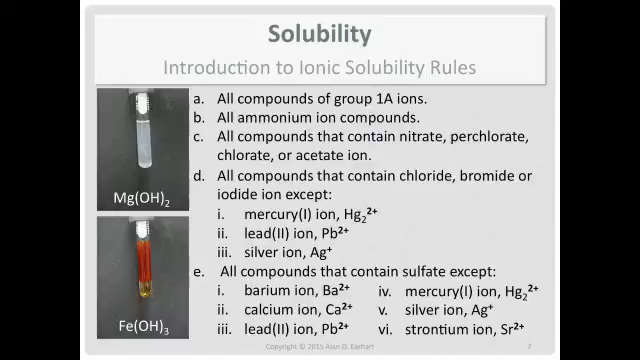 Solubility
Introduction to Ionic Solubility Rules
a. All compounds of group 1A ions.
b. All ammonium ion compounds.
c. All compounds that contain nitrate, perchlorate,
chlorate, or acetate ion.
d. All compounds that contain chloride, bromide or
iodide ion except:
i. mercury(I) ion, Hg₂²⁺
ii. lead(II) ion, Pb²⁺
iii. silver ion, Ag⁺
e. All compounds that contain sulfate except:
i. barium ion, Ba²⁺ iv. mercury(I) ion, Hg₂²⁺
ii. calcium ion, Ca²⁺ v. silver ion, Ag⁺
iii. lead(II) ion, Pb²⁺ vi. strontium ion, Sr²⁺
Mg(OH)₂
Fe(OH)₃
Copyright © 2015 Alan D. Earhart 7